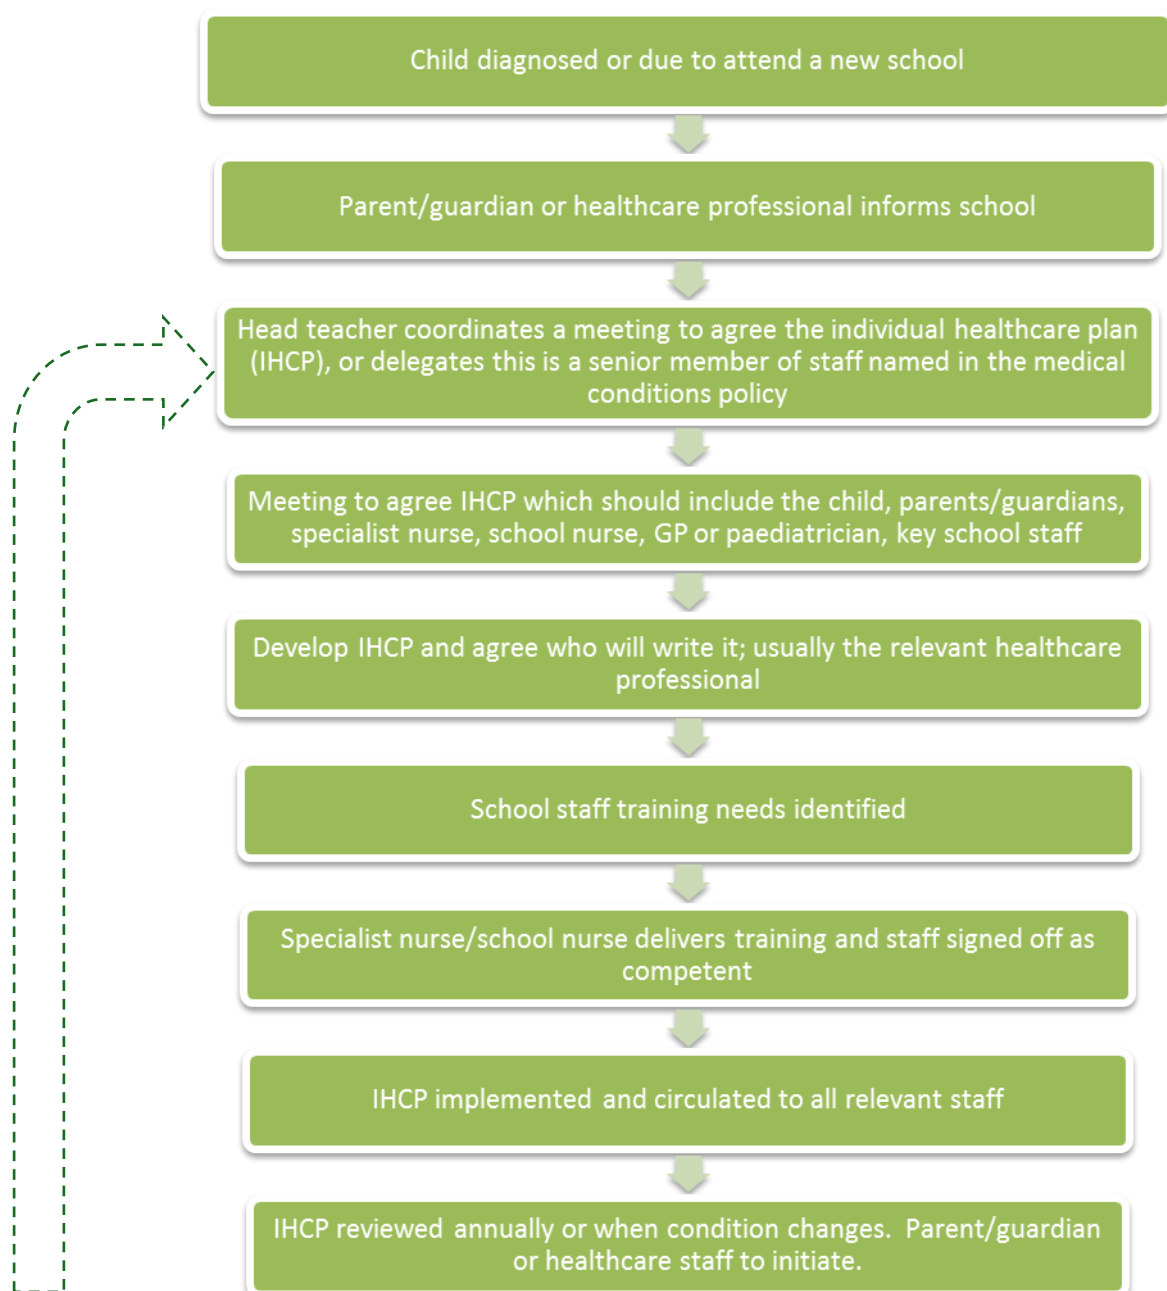 Child diagnosed or due to attend a new school
Parent/guardian or healthcare professional informs school
Head teacher coordinates a meeting to agree the individual healthcare plan
(IHCP), or delegates this is a senior member of staff named in the medical
conditions policy
Meeting to agree IHCP which should include the child, parents/guardians,
specialist nurse, school nurse, GP or paediatrician, key school staff
Develop IHCP and agree who will write it; usually the relevant healthcare
professional
School staff training needs identified
Specialist nurse/school nurse delivers training and staff signed off as
competent
IHCP implemented and circulated to all relevant staff
IHCP reviewed annually or when condition changes. Parent/guardian
or healthcare staff to initiate.